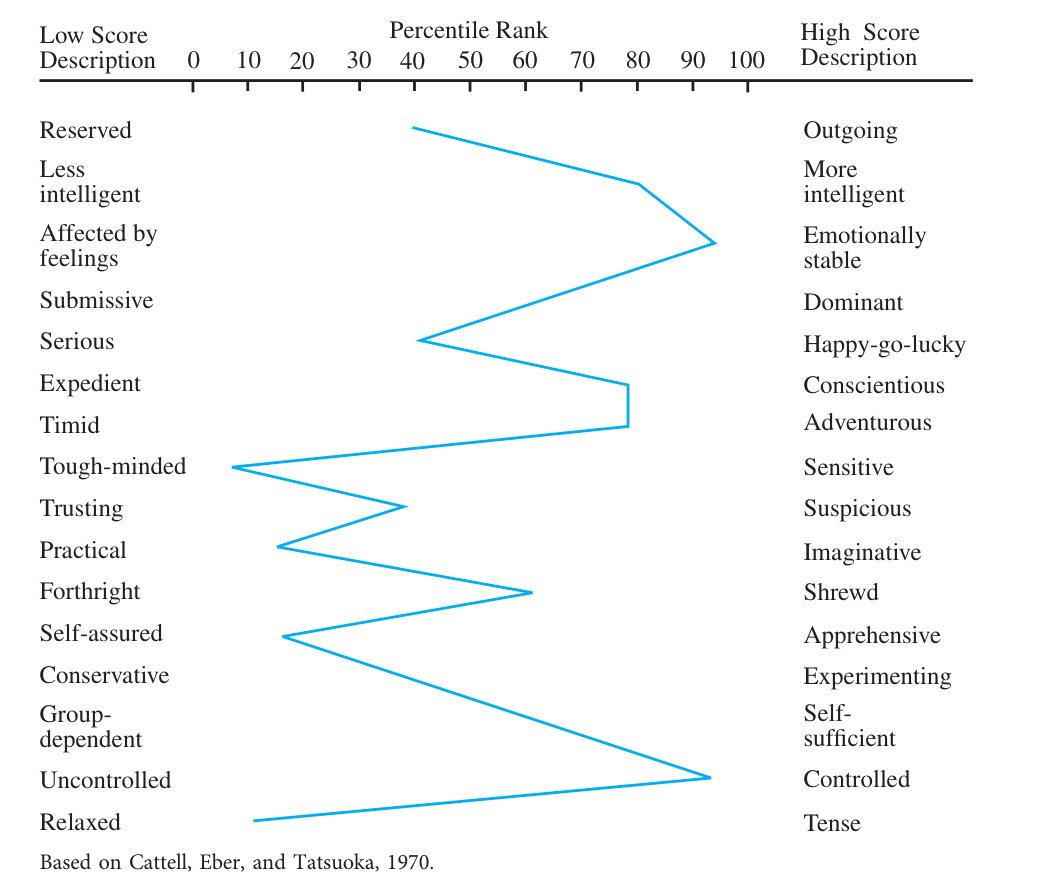 Low Score Description
Percentile Rank
High Score Description
0 10 20 30 40 50 60 70 80 90 100
Reserved Outgoing
Less intelligent More intelligent
Affected by feelings Emotionally stable
Submissive Dominant
Serious Happy-go-lucky
Expedient Conscientious
Timid Adventurous
Tough-minded Sensitive
Trusting Suspicious
Practical Imaginative
Forthright Shrewd
Self-assured Apprehensive
Conservative Experimenting
Group-dependent Self-sufficient
Uncontrolled Controlled
Relaxed Tense
Based on Cattell, Eber, and Tatsuoka, 1970.